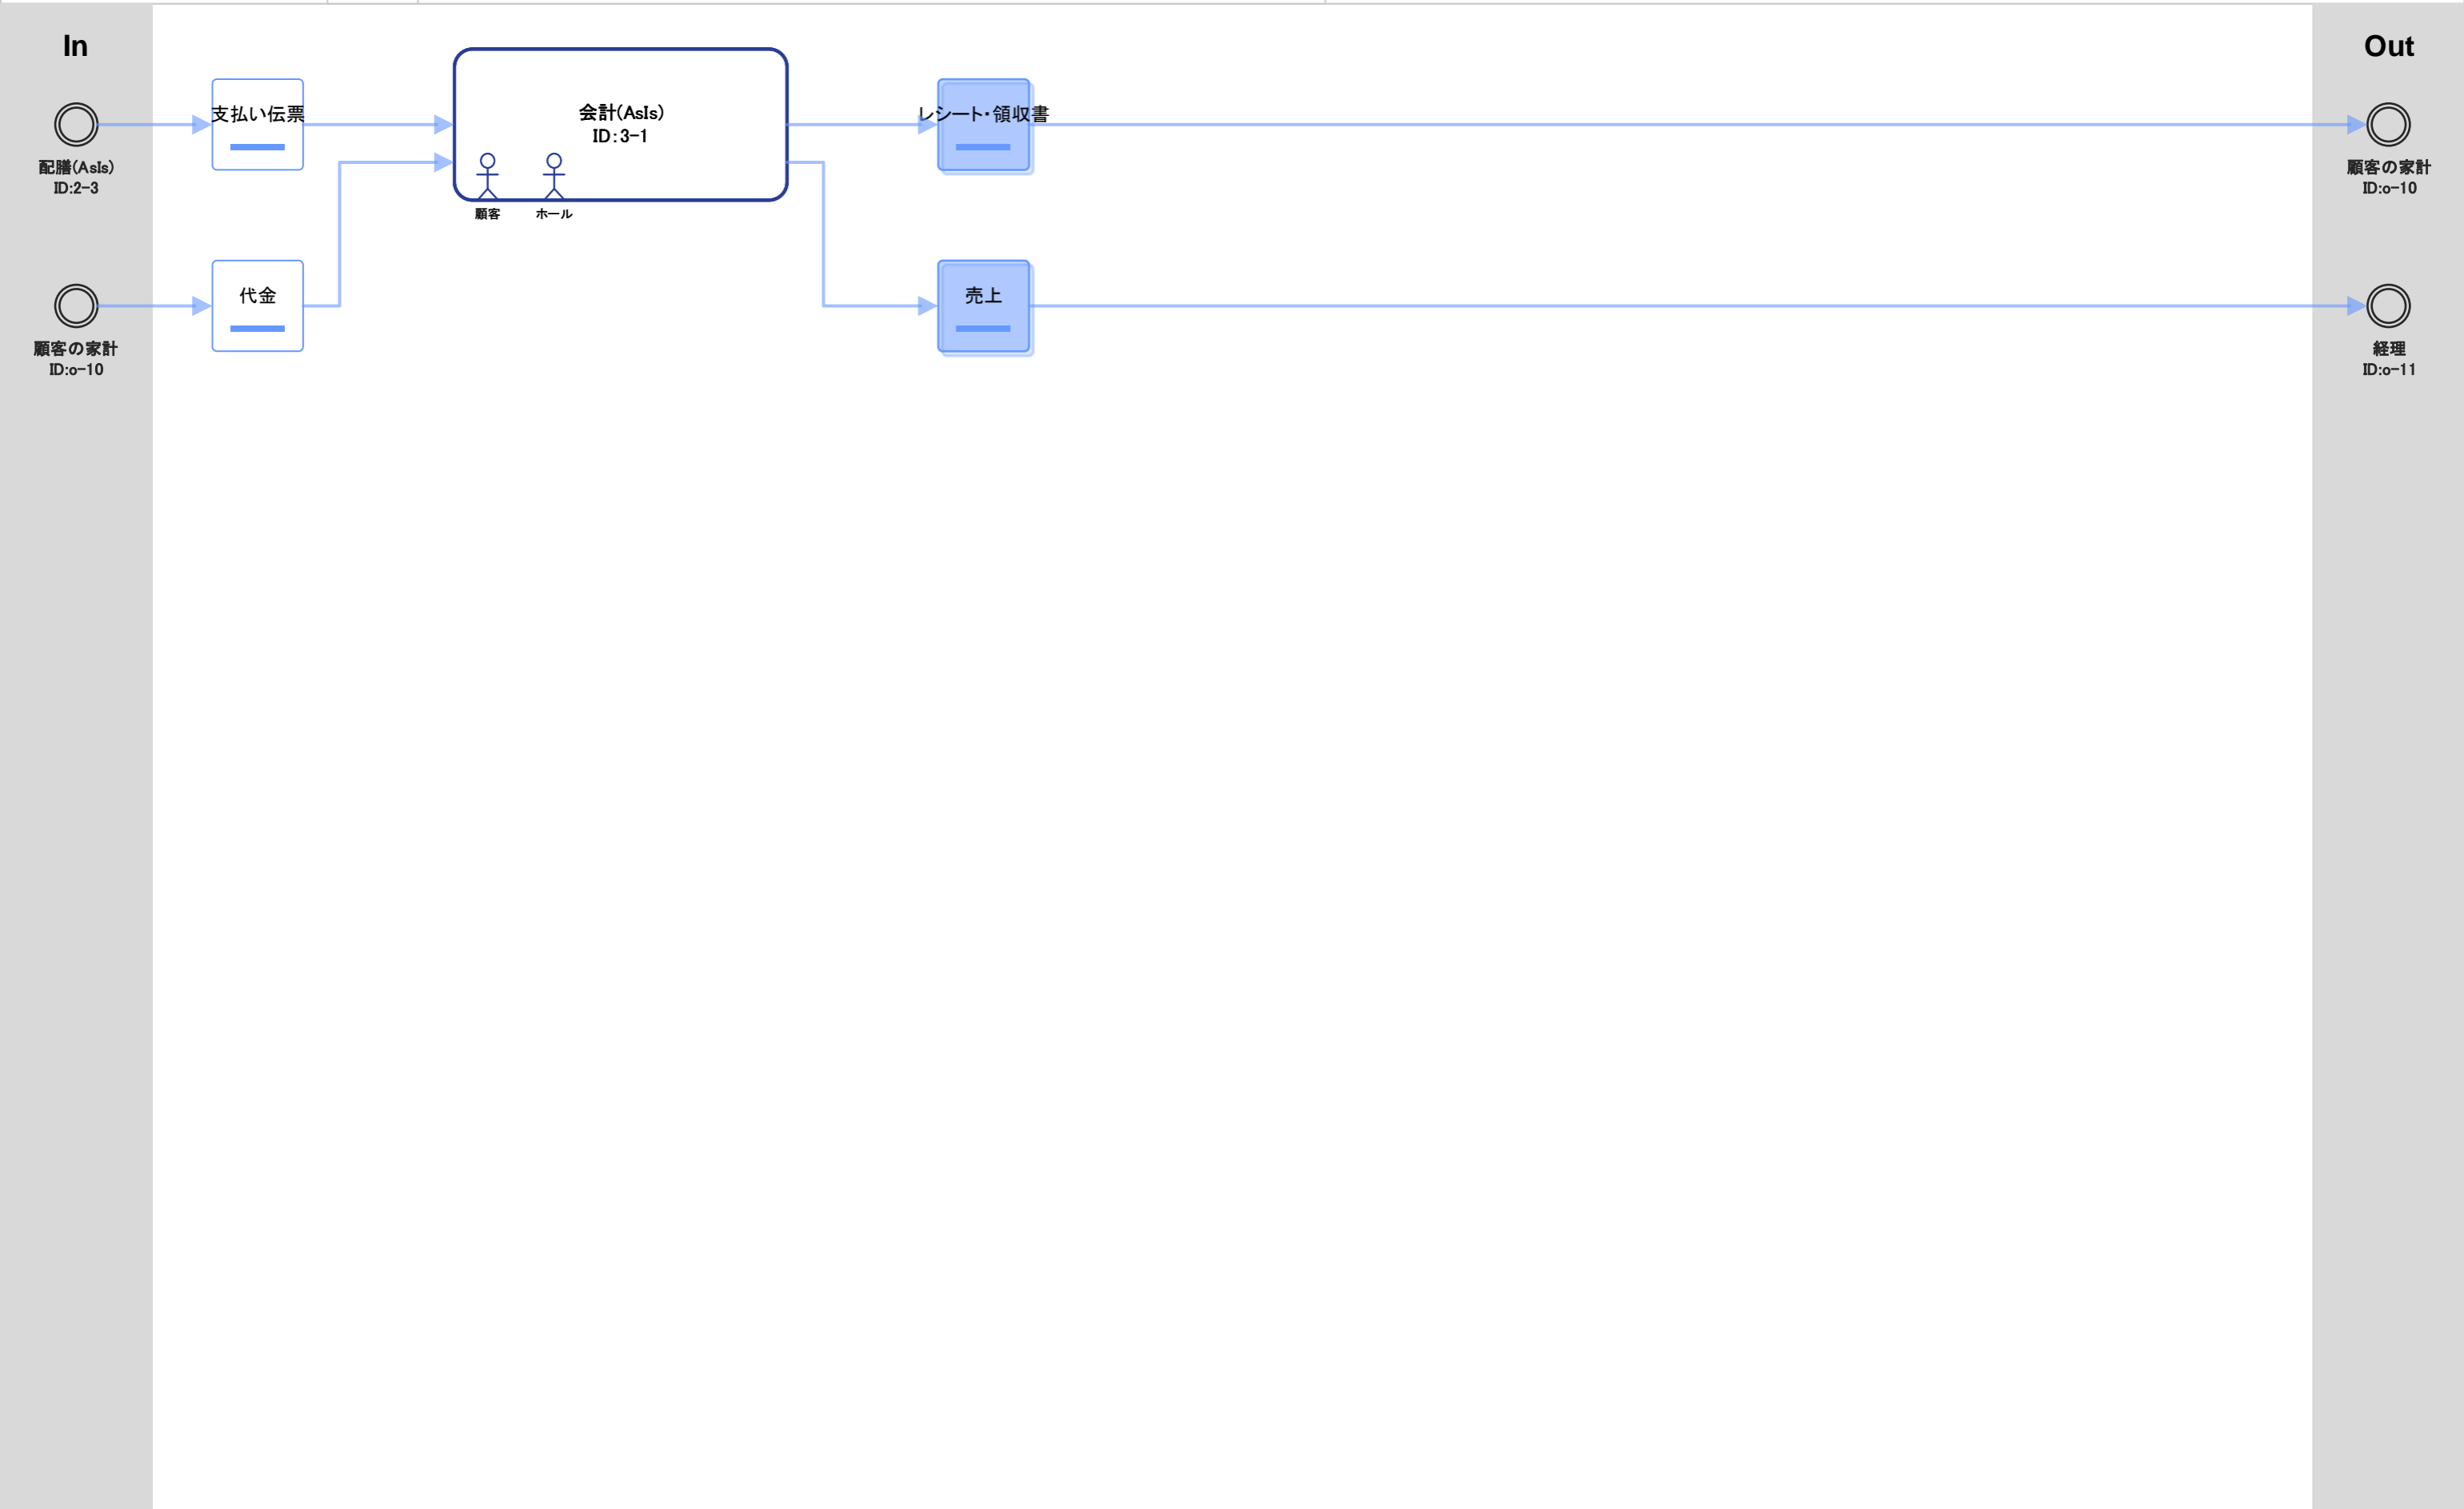 In
Out
支払い伝票
会計(AsIs)
ID:3-1
レシート・領収書
配膳(AsIs)
ID:2-3
顧客
ホール
顧客の家計
ID:o-10
代金
売上
顧客の家計
ID:o-10
経理
ID:o-11